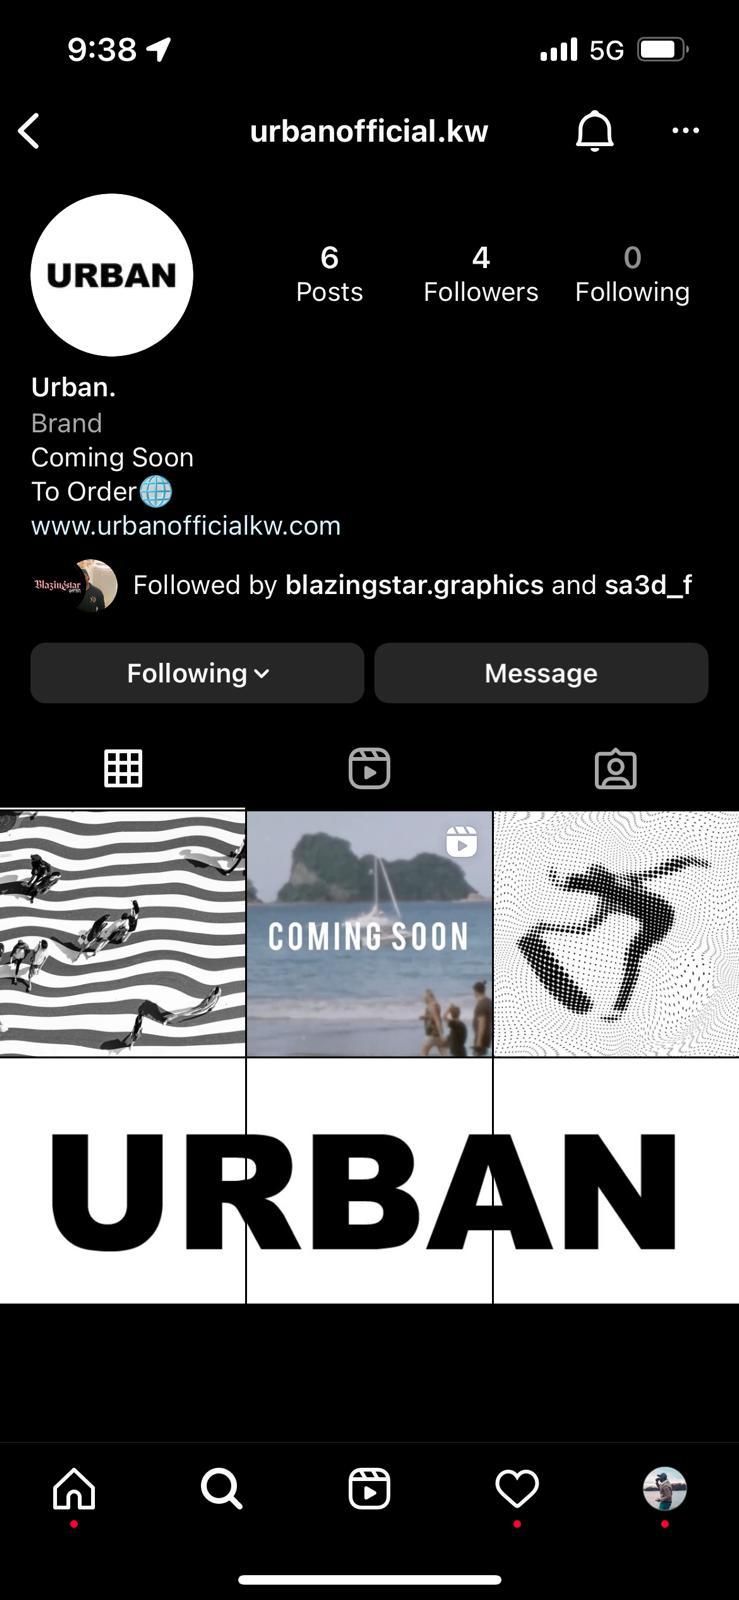 9:38
5G
urbanofficial.kw
URBAN
6
Posts
4
Followers
0
Following
Urban.
Brand
Coming Soon
To Order🌐
www.urbanofficialkw.com
Blazingstar
Followed by blazingstar.graphics and sa3d_f
Following
Message
COMING SOON
URBAN